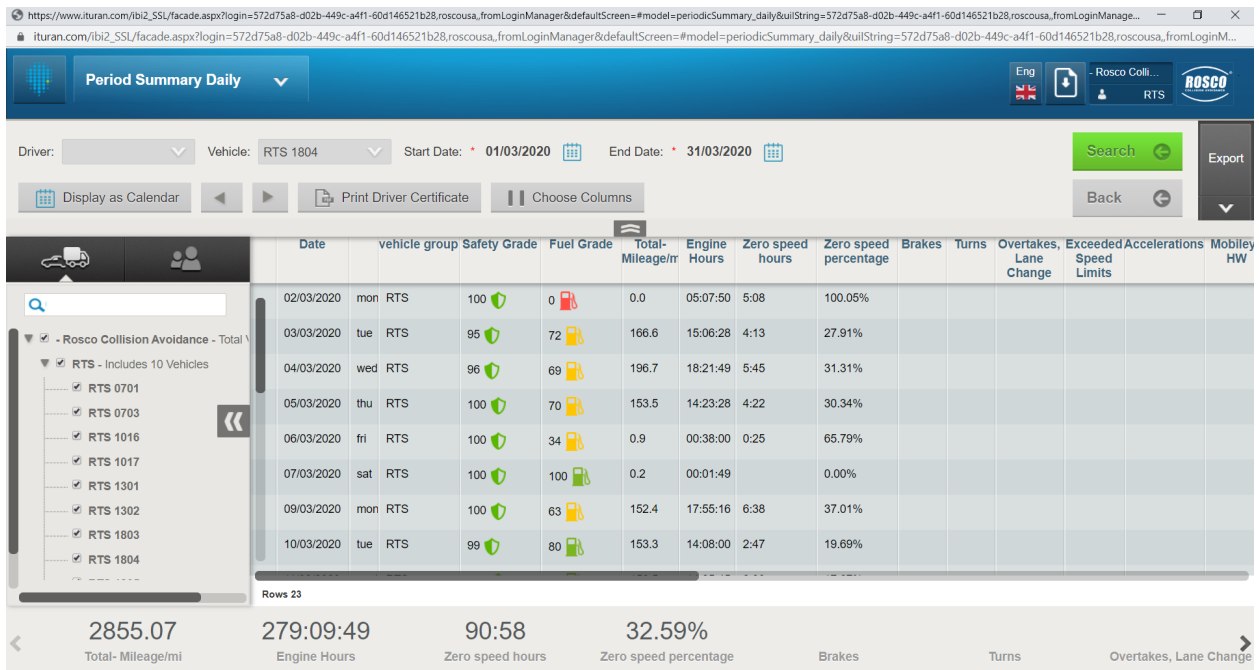 https://www.ituran.com/ibi2_SSL/facade.aspx?login=572d75a8-d02b-449c-a4f1-60d146521b28,roscousa,,fromLoginManager&defaultScreen=#model=periodicSummary_daily&uilString=572d75a8-d02b-449c-a4f1-60d146521b28,roscousa,,fromLoginManage...
ituran.com/ibi2_SSL/facade.aspx?login=572d75a8-d02b-449c-a4f1-60d146521b28,roscousa,,fromLoginManager&defaultScreen=#model=periodicSummary_daily&uilString=572d75a8-d02b-449c-a4f1-60d146521b28,roscousa,,fromLoginM...
Period Summary Daily
Eng
- Rosco Colli...
RTS
ROSCO
Driver: Vehicle: RTS 1804 Start Date: * 01/03/2020 End Date: * 31/03/2020 Search
Export
Display as Calendar Print Driver Certificate Choose Columns Back
Date vehicle group Safety Grade Fuel Grade Total- Mileage/m Engine Hours Zero speed hours Zero speed percentage Brakes Turns Overtakes, Lane Change Exceeded Speed Limits Accelerations Mobiley HW
02/03/2020 mon RTS 100 0 0.0 05:07:50 5:08 100.05%
03/03/2020 tue RTS 95 72 166.6 15:06:28 4:13 27.91%
04/03/2020 wed RTS 96 69 196.7 18:21:49 5:45 31.31%
05/03/2020 thu RTS 100 70 153.5 14:23:28 4:22 30.34%
06/03/2020 fri RTS 100 34 0.9 00:38:00 0:25 65.79%
07/03/2020 sat RTS 100 100 0.2 00:01:49 0.00%
09/03/2020 mon RTS 100 63 152.4 17:55:16 6:38 37.01%
10/03/2020 tue RTS 99 80 153.3 14:08:00 2:47 19.69%
- Rosco Collision Avoidance - Total
RTS - Includes 10 Vehicles
RTS 0701
RTS 0703
RTS 1016
RTS 1017
RTS 1301
RTS 1302
RTS 1803
RTS 1804
Rows 23
2855.07 279:09:49 90:58 32.59%
Total- Mileage/mi Engine Hours Zero speed hours Zero speed percentage Brakes Turns Overtakes, Lane Change